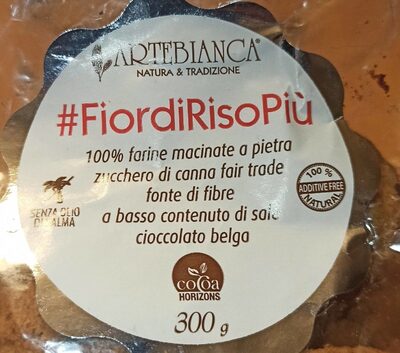 ARTEBIANCA®
NATURA & TRADIZIONE
#FiordiRisoPiù
100% farine macinate a pietra
zucchero di canna fair trade
fonte di fibre
a basso contenuto di sale
cioccolato belga
SENZA OLIO
DI PALMA
100 %
ADDITIVE FREE
NATURAL
cocoa
HORIZONS
300 g